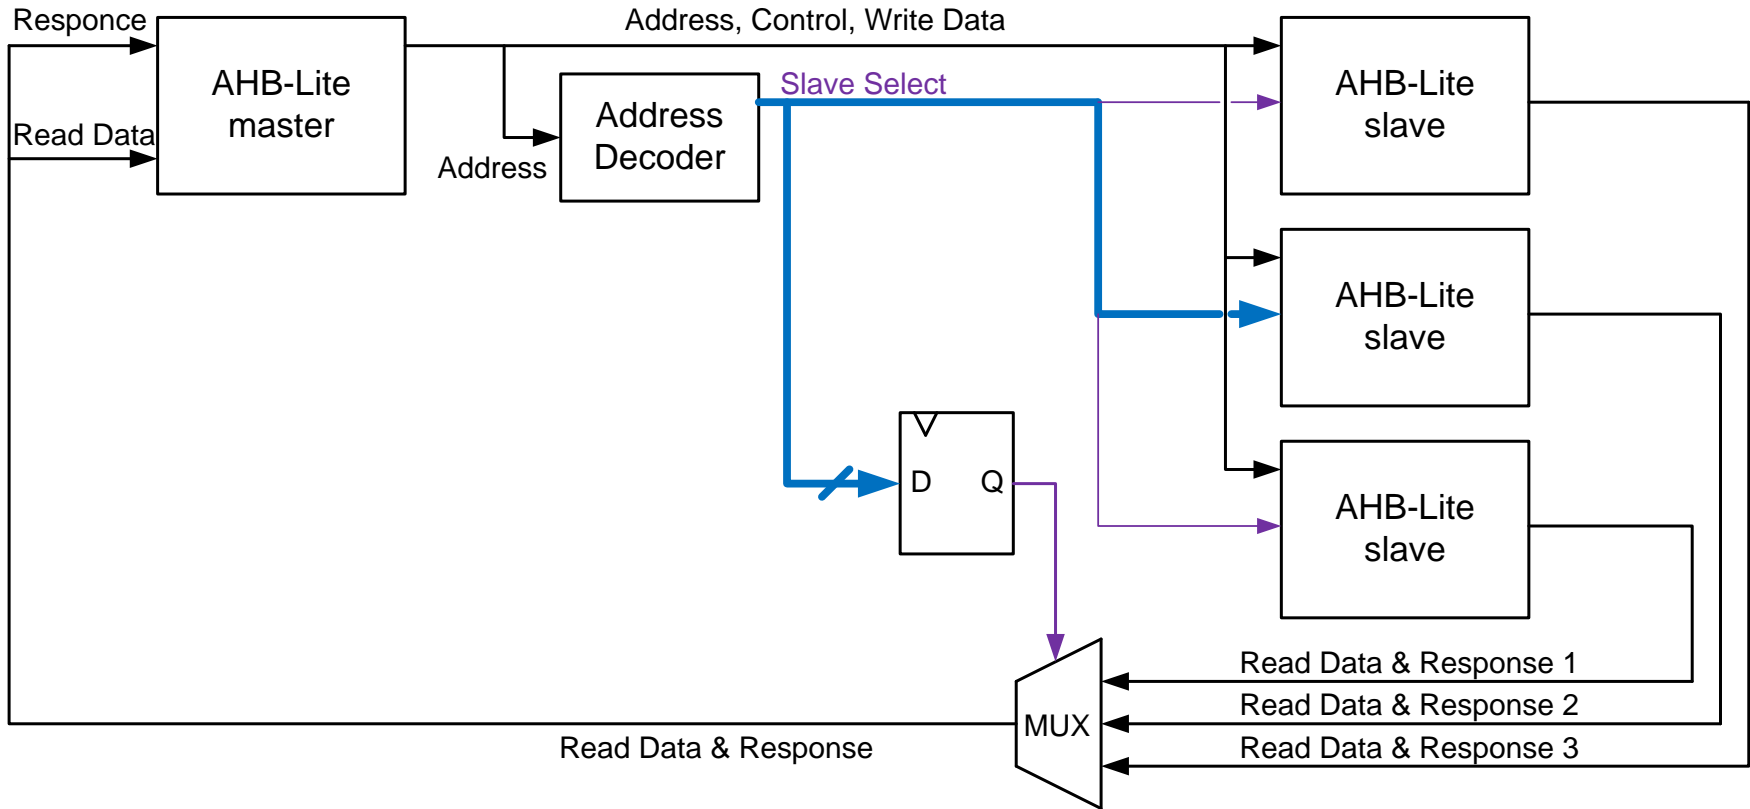 Responce
Address, Control, Write Data
AHB-Lite
master
Slave Select
AHB-Lite
slave
Read Data
Address
Decoder
Address
AHB-Lite
slave
D
Q
AHB-Lite
slave
Read Data & Response 1
MUX
Read Data & Response 2
Read Data & Response
Read Data & Response 3